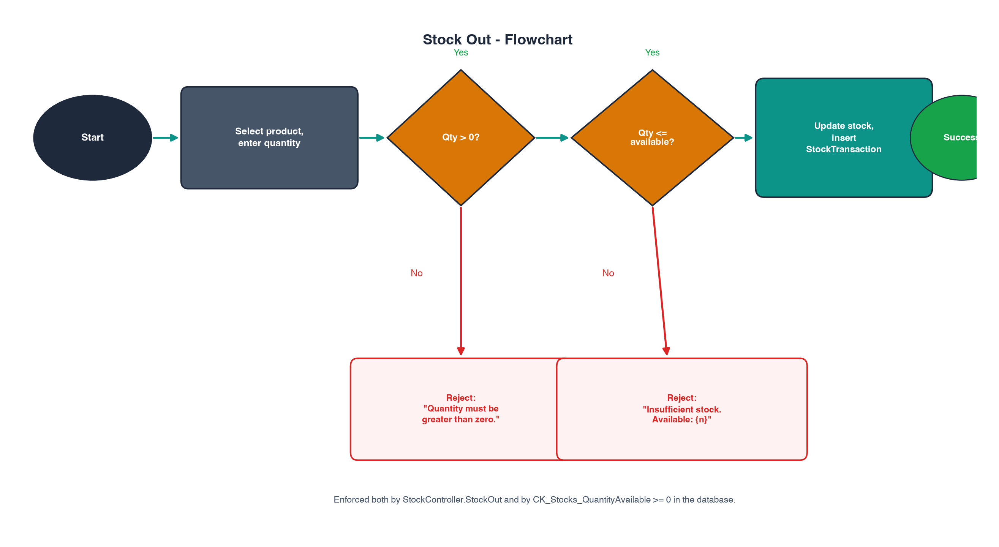 Stock Out - Flowchart
Yes
Yes
Start
Select product,
enter quantity
Qty > 0?
Qty <=
available?
Update stock,
insert
StockTransaction
Success
No
No
Reject:
"Quantity must be
greater than zero."
Reject:
"Insufficient stock.
Available: {n}"
Enforced both by StockController.StockOut and by CK_Stocks_QuantityAvailable >= 0 in the database.